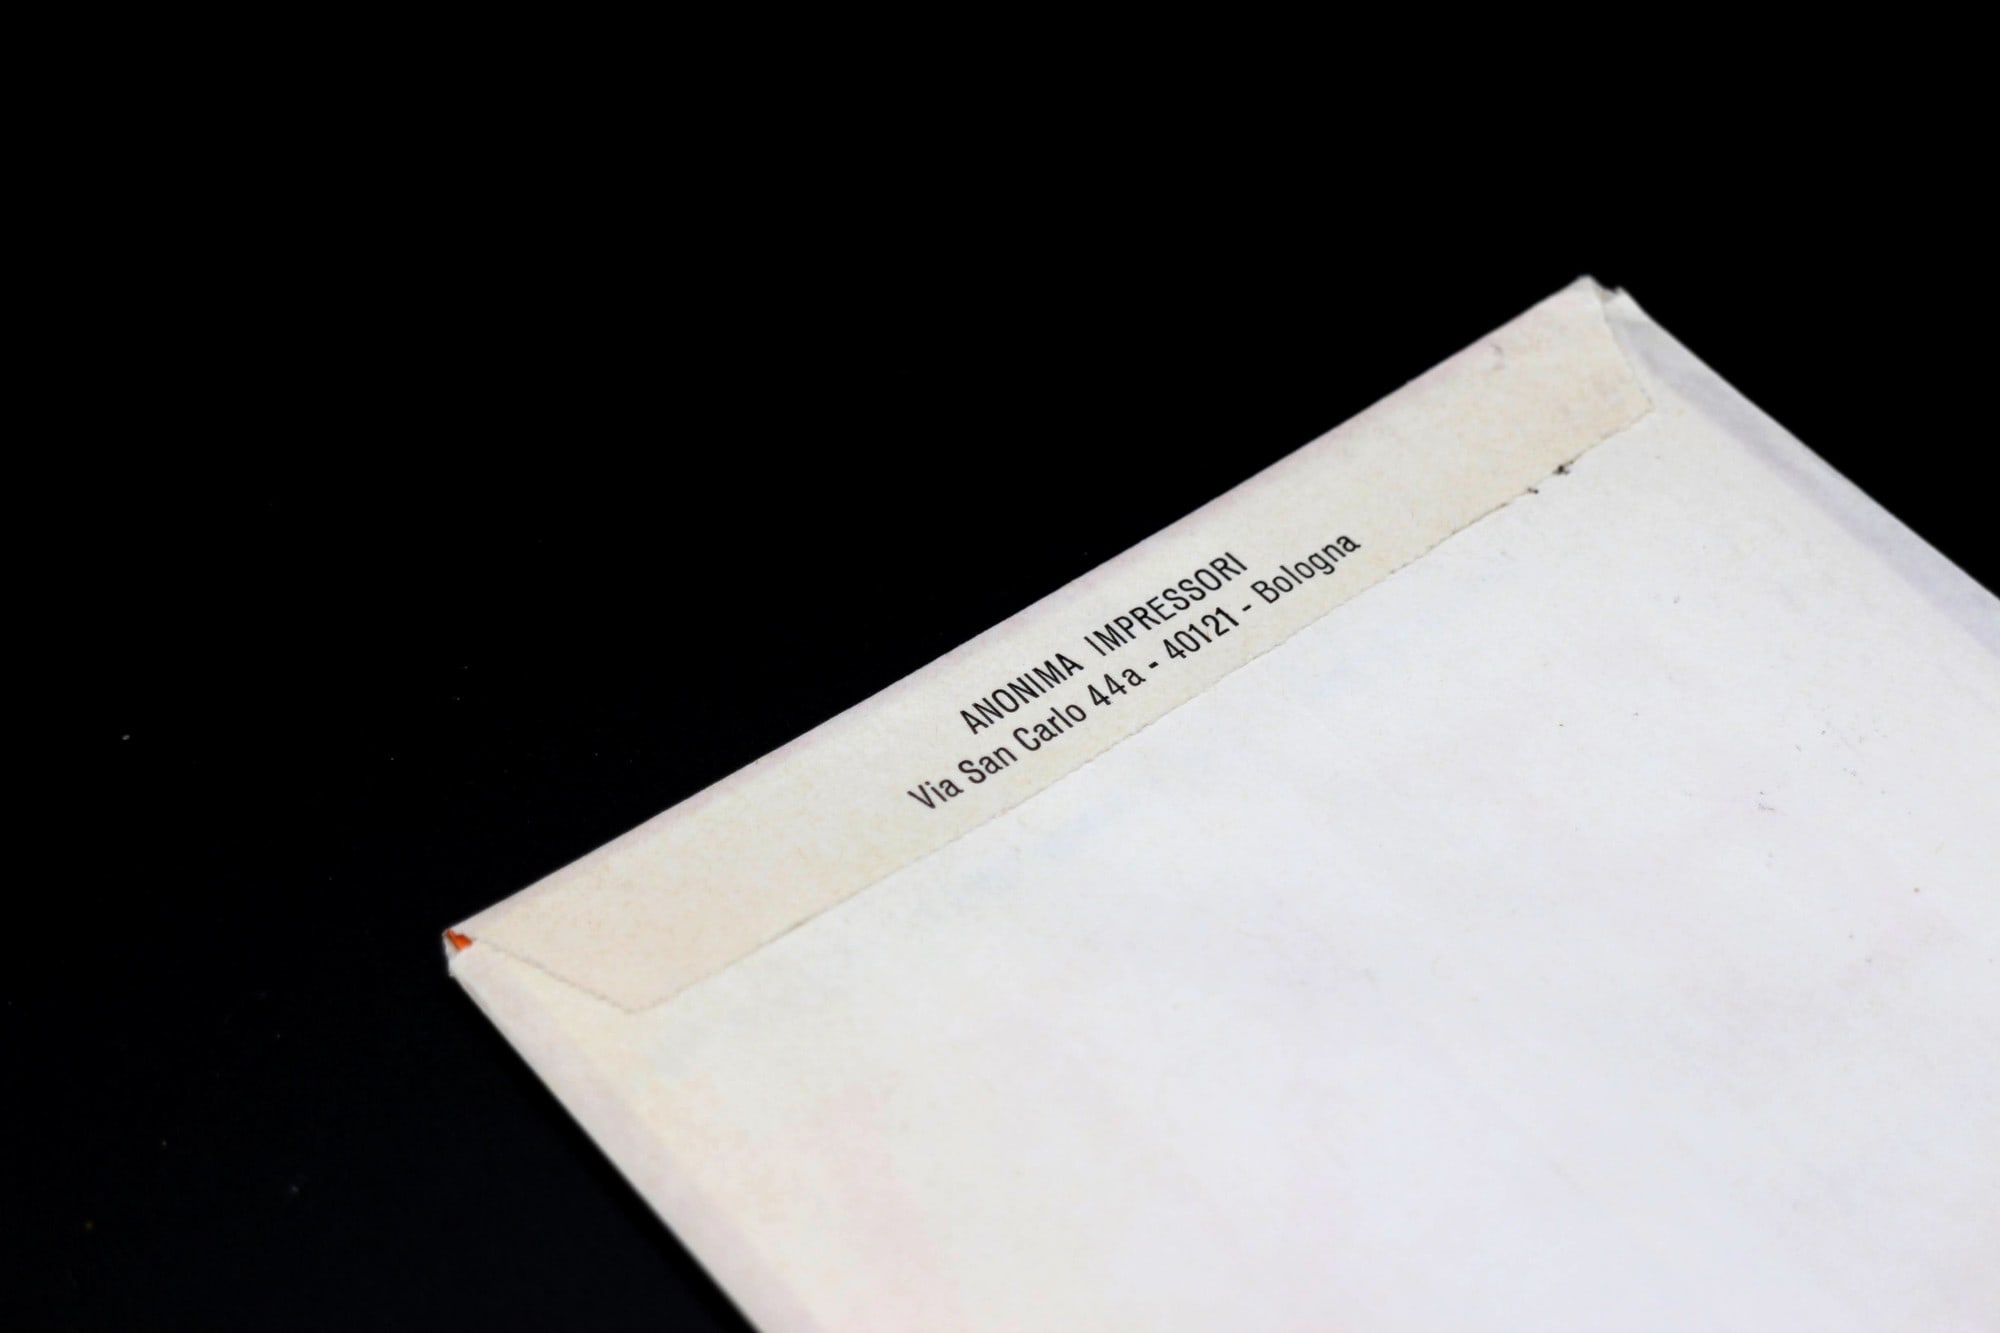 ANONIMA IMPRESSORI
Via San Carlo 44a - 40121 - Bologna